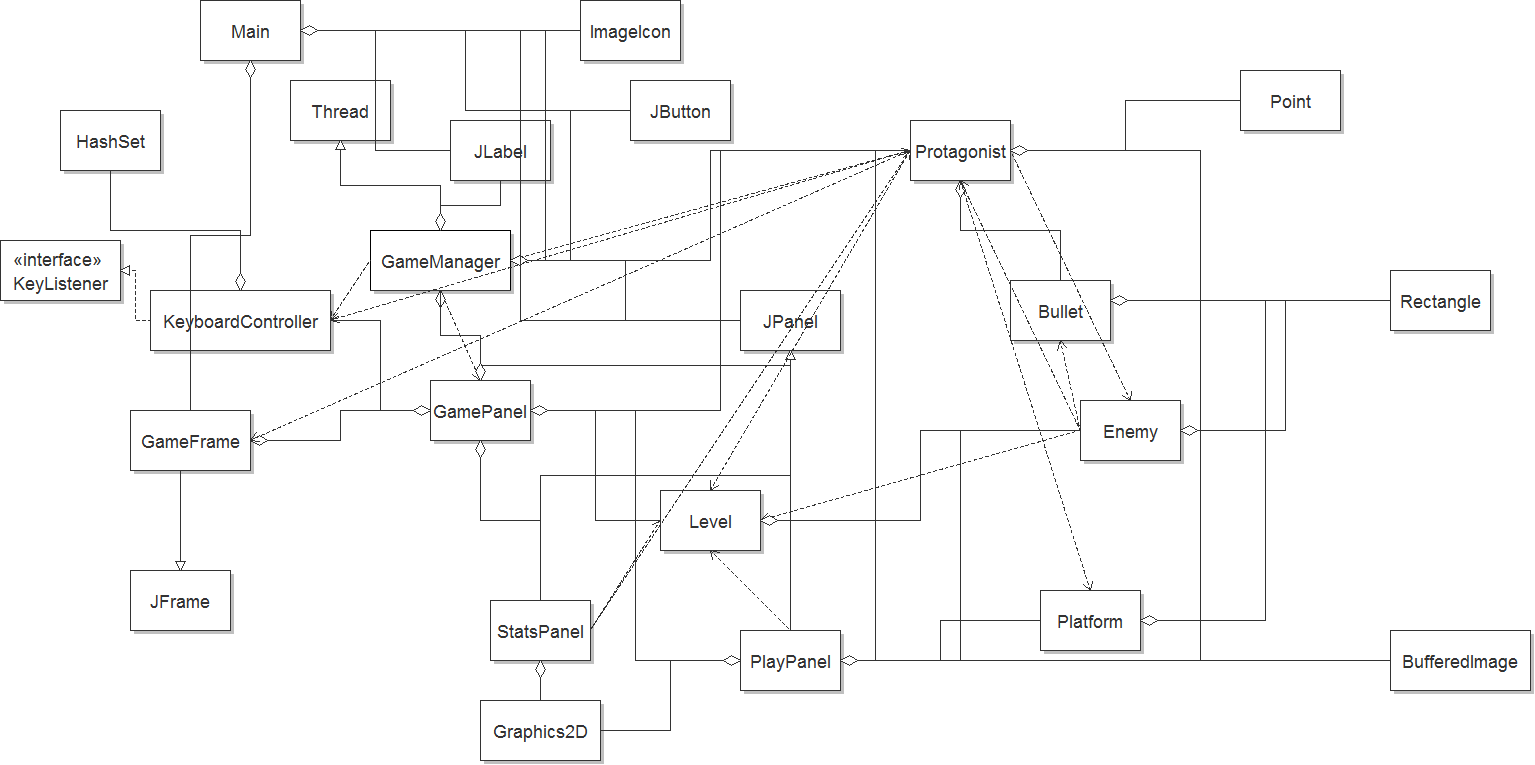 Main
ImageIcon
Thread
JButton
Point
HashSet
JLabel
Protagonist
«interface»
KeyListener
GameManager
KeyboardController
JPanel
Bullet
Rectangle
GameFrame
GamePanel
Enemy
Level
JFrame
StatsPanel
PlayPanel
Platform
BufferedImage
Graphics2D